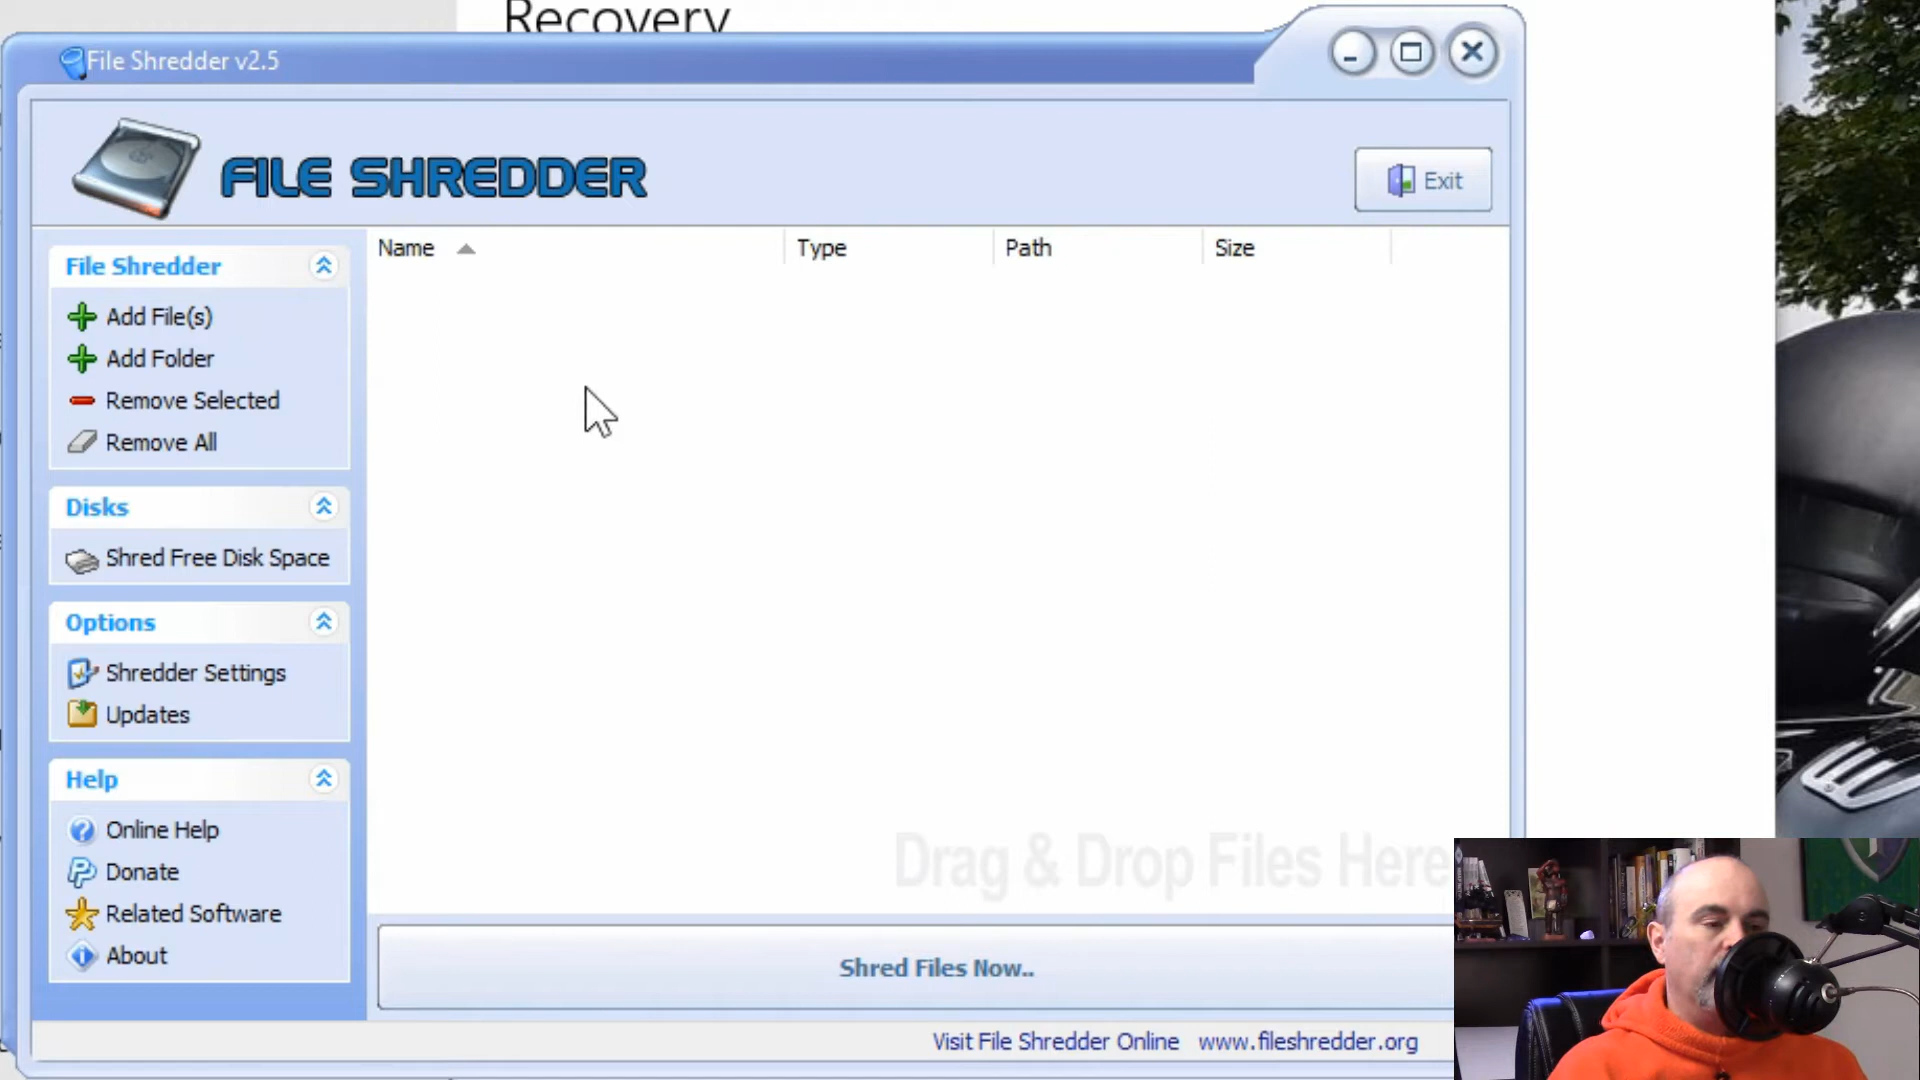 Recovery
File Shredder v2.5
FILE SHREDDER
Exit
File Shredder
Add File(s)
Add Folder
Remove Selected
Remove All
Disks
Shred Free Disk Space
Options
Shredder Settings
Updates
Help
Online Help
Donate
Related Software
About
Name
Type
Path
Size
Drag & Drop Files Here
Shred Files Now..
Visit File Shredder Online www.fileshredder.org